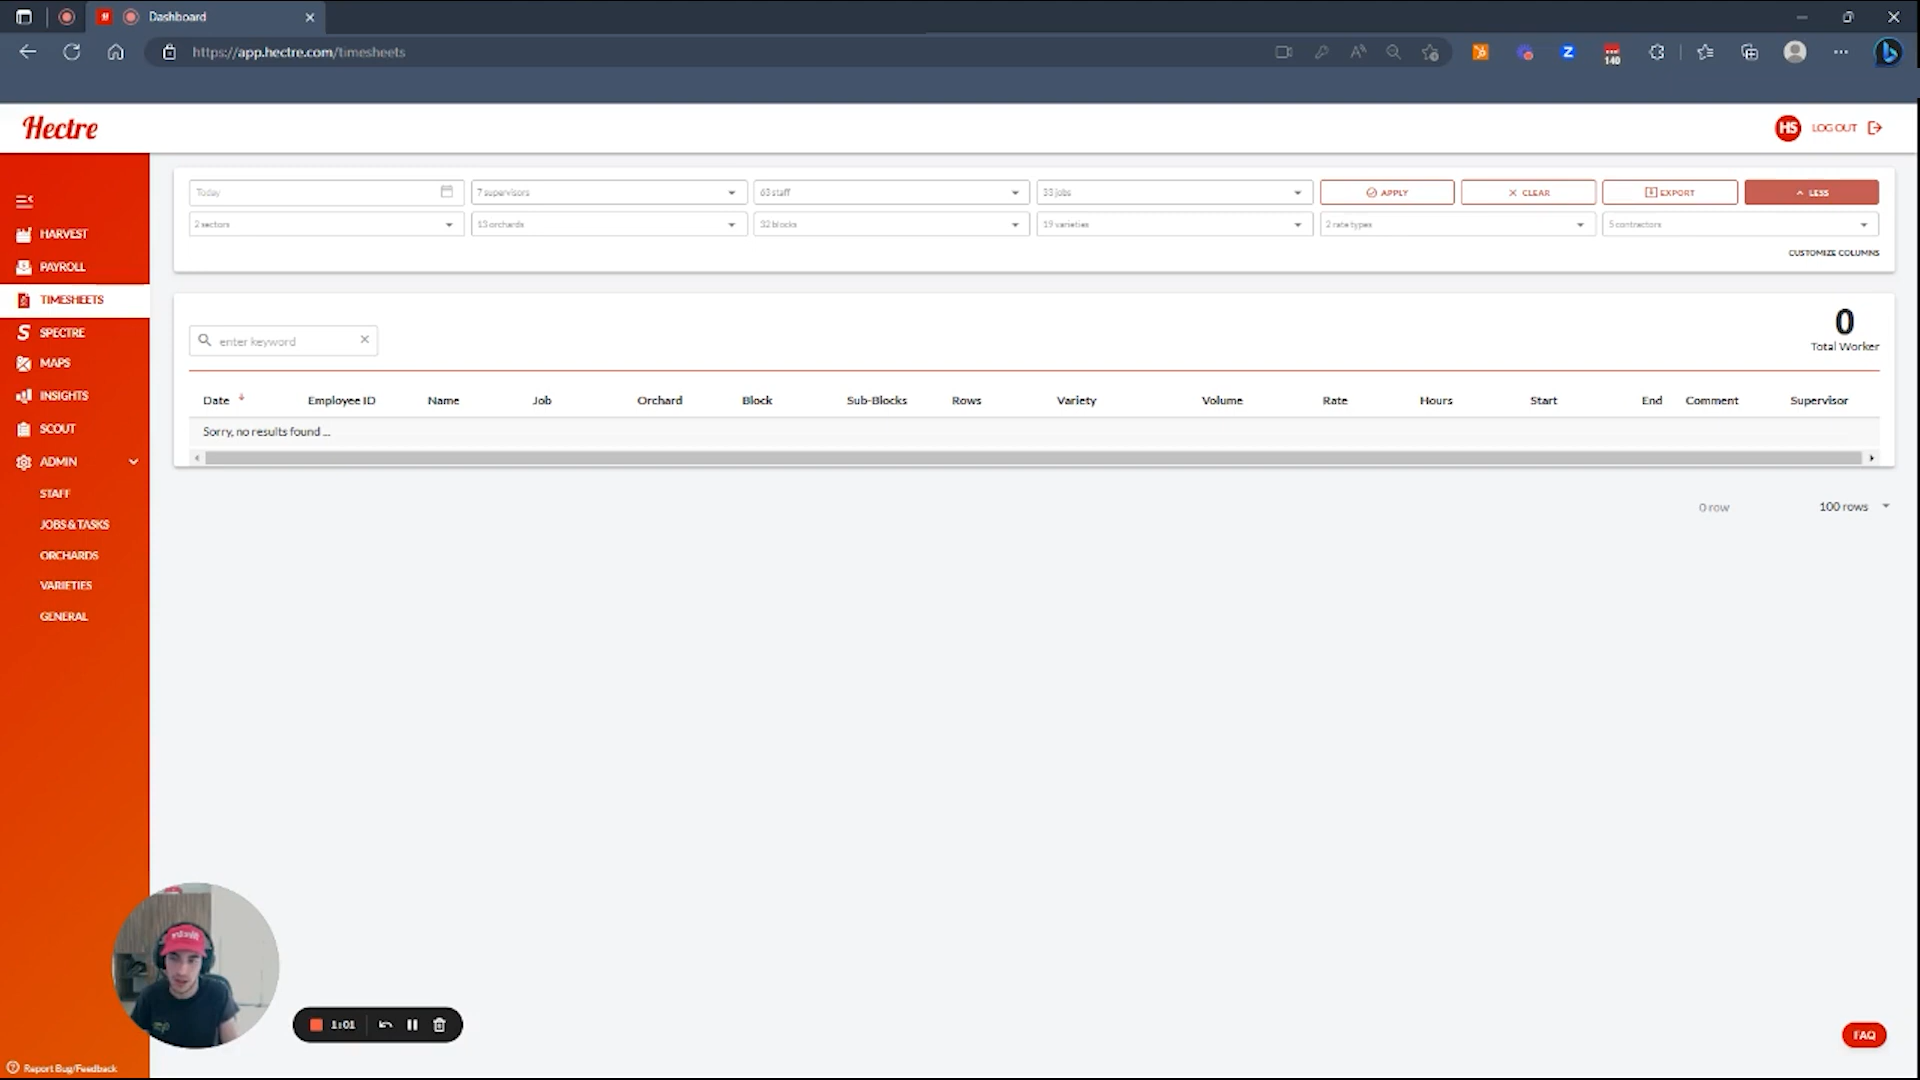 Dashboard
https://app.hectre.com/timesheets
140
Hectre
HS LOG OUT
HARVEST
PAYROLL
TIMESHEETS
SPECTRE
MAPS
INSIGHTS
SCOUT
ADMIN
STAFF
JOBS & TASKS
ORCHARDS
VARIETIES
GENERAL
Report Bug/Feedback
Today 7 supervisors 63 staff 33 jobs APPLY CLEAR EXPORT LESS
2 sectors 13 orchards 32 blocks 19 varieties 2 rate types 5 contractors
CUSTOMIZE COLUMNS
0
Total Worker
enter keyword
Date Employee ID Name Job Orchard Block Sub-Blocks Rows Variety Volume Rate Hours Start End Comment Supervisor
Sorry, no results found ...
0 row 100 rows
1:01
FAQ